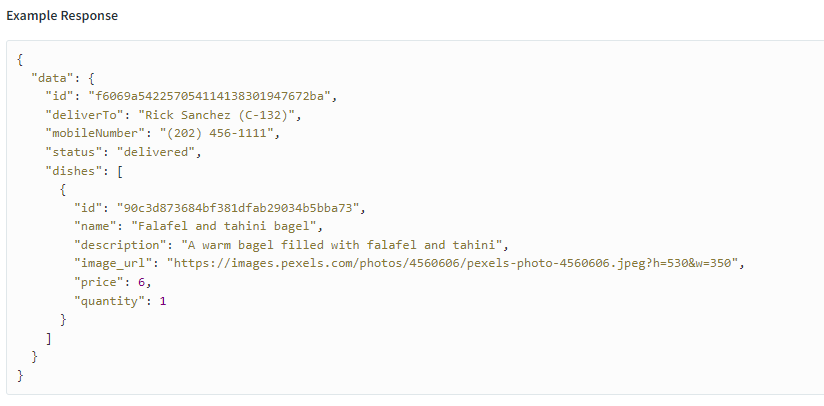 Example Response
{
  "data": {
    "id": "f6069a542257054114138301947672ba",
    "deliverTo": "Rick Sanchez (C-132)",
    "mobileNumber": "(202) 456-1111",
    "status": "delivered",
    "dishes": [
      {
        "id": "90c3d873684bf381dfab29034b5bba73",
        "name": "Falafel and tahini bagel",
        "description": "A warm bagel filled with falafel and tahini",
        "image_url": "https://images.pexels.com/photos/4560606/pexels-photo-4560606.jpeg?h=530&w=350",
        "price": 6,
        "quantity": 1
      }
    ]
  }
}